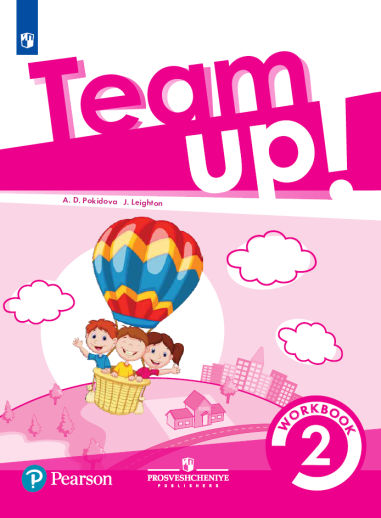 Team
up!
A. D. Pokidova J. Leighton
WORKBOOK
2
Pearson
PROSVESHCHENIYE
PUBLISHERS